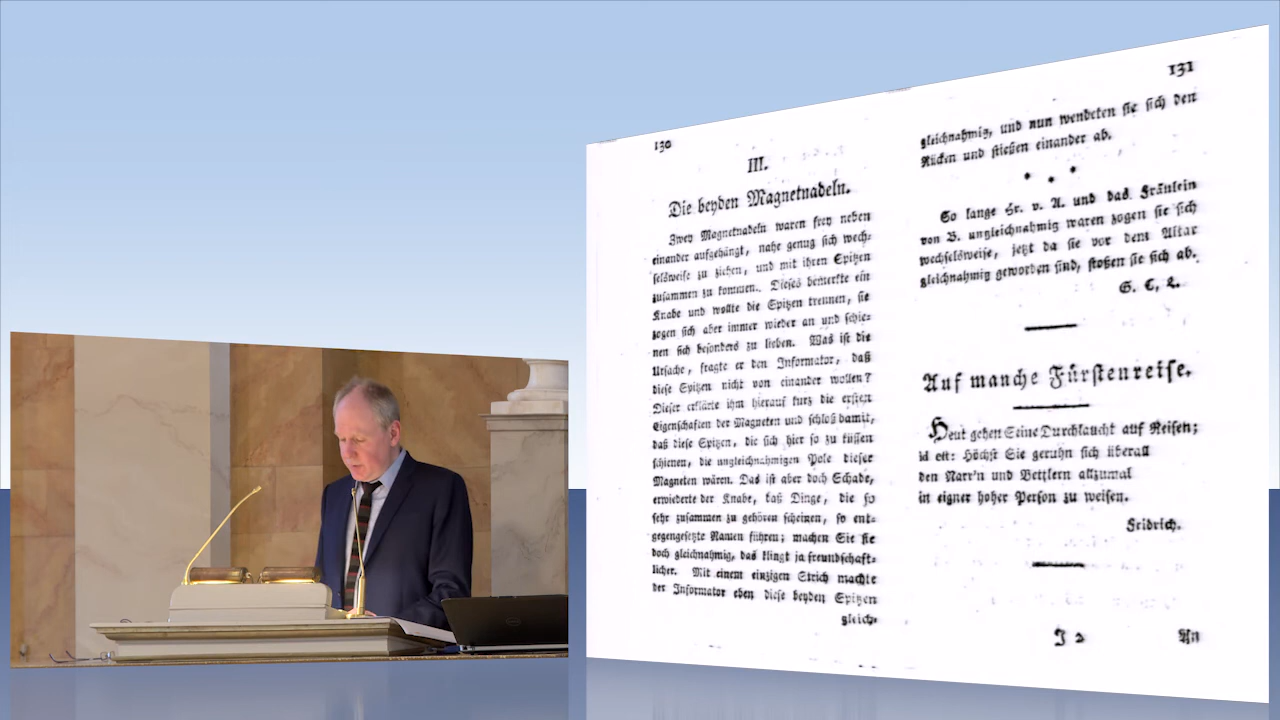 130
III.
Die beyden Magnetnadeln.
Zwey Magnetnadeln waren frey neben
einander aufgehängt, nahe genug sich wech-
selsweise zu ziehen, und mit ihren Spitzen
zusammen zu kommen. Dieses bemerkte ein
Knabe und wollte die Spitzen trennen, sie
zogen sich aber immer wieder an und schie-
nen sich besonders zu lieben. Was ist die
Ursache, fragte er den Informator, daß
diese Spitzen nicht von einander wollen?
Dieser erklärte ihm hierauf kurz die ersten
Eigenschaften der Magneten und schloß damit,
daß diese Spitzen, die sich hier so zu küssen
schienen, die ungleichnahmigen Pole dieser
Magneten wären. Das ist aber doch Schade,
erwiederte der Knabe, daß Dinge, die so
sehr zusammen zu gehören scheinen, so ent-
gegengesetzte Namen führen; machen Sie sie
doch gleichnahmig, das klingt ja freundschaft-
licher. Mit einem einzigen Strich machte
der Informator eben diese beyden Spitzen
gleich-
131
gleichnahmig, und nun wendeten sie sich den
Rücken und stießen einander ab.
* * *
So lange Hr. v. A. und das Fräulein
von B. ungleichnahmig waren zogen sie sich
wechselsweise, jetzt da sie vor dem Altar
gleichnahmig geworden sind, stoßen sie sich ab.
G. C. L.
Auf manche Fürstenreise.
Heut gehen Seine Durchlaucht auf Reisen;
id est: Höchst Sie geruhn sich überall
den Narr'n und Bettlern allzumal
in eigner hoher Person zu weisen.
Fridrich.
I 2 An